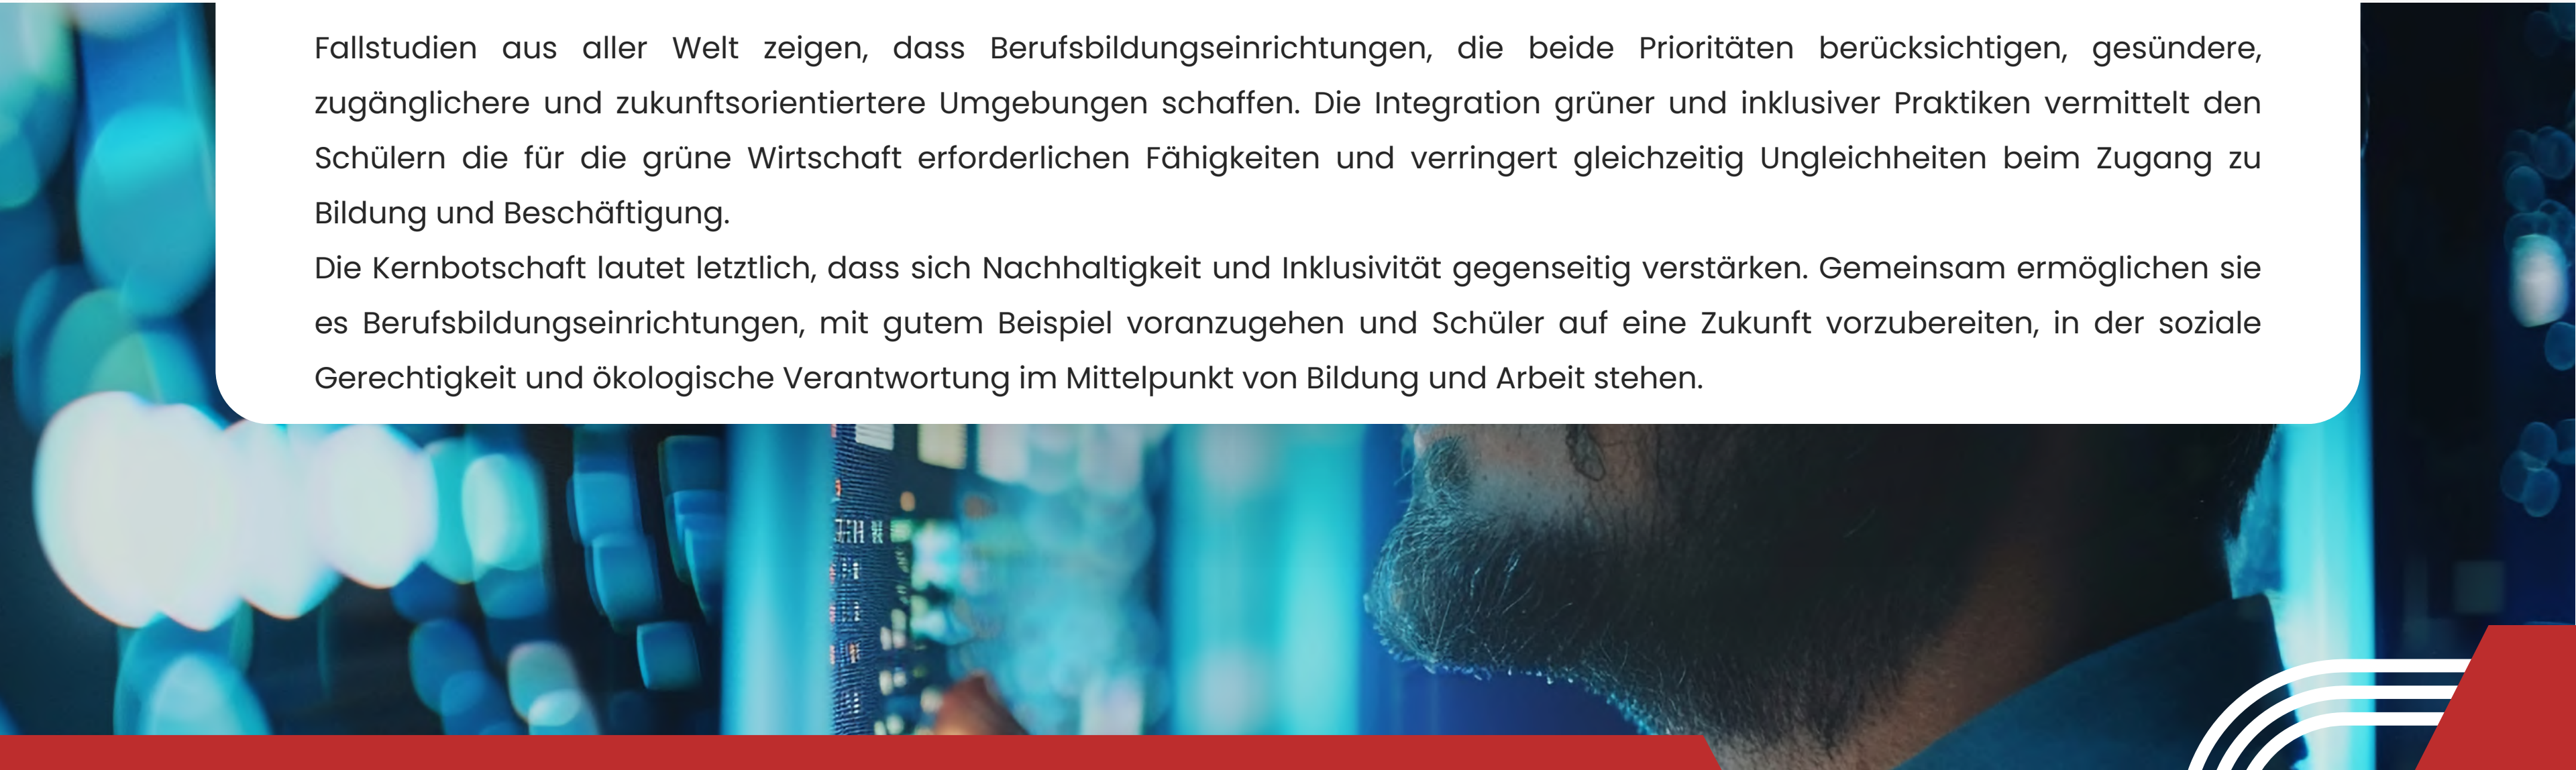 Fallstudien aus aller Welt zeigen, dass Berufsbildungseinrichtungen, die beide Prioritäten berücksichtigen, gesündere,
zugänglichere und zukunftsorientiertere Umgebungen schaffen. Die Integration grüner und inklusiver Praktiken vermittelt den
Schülern die für die grüne Wirtschaft erforderlichen Fähigkeiten und verringert gleichzeitig Ungleichheiten beim Zugang zu
Bildung und Beschäftigung.
Die Kernbotschaft lautet letztlich, dass sich Nachhaltigkeit und Inklusivität gegenseitig verstärken. Gemeinsam ermöglichen sie
es Berufsbildungseinrichtungen, mit gutem Beispiel voranzugehen und Schüler auf eine Zukunft vorzubereiten, in der soziale
Gerechtigkeit und ökologische Verantwortung im Mittelpunkt von Bildung und Arbeit stehen.